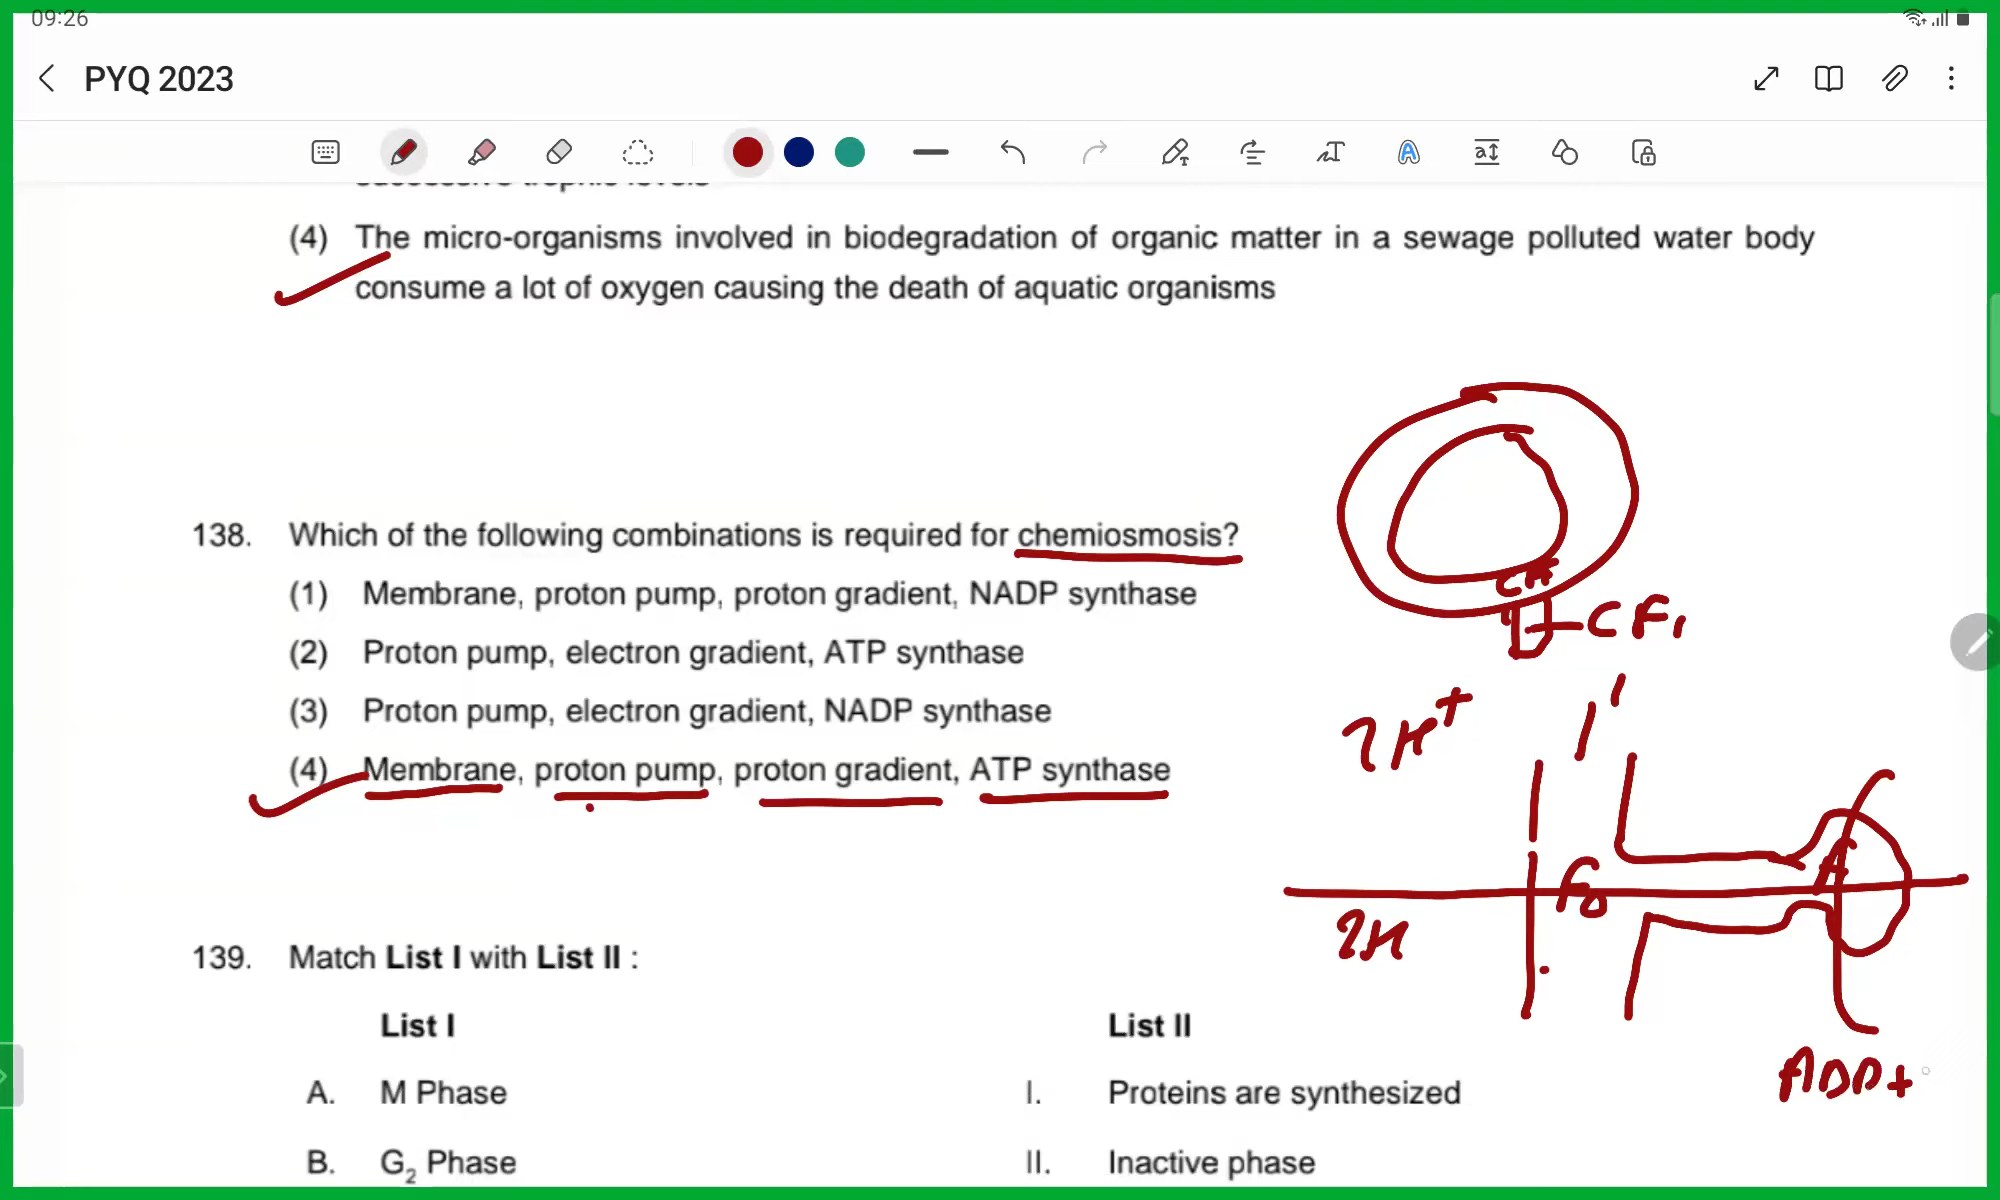 09:26
PYQ 2023
(4) The micro-organisms involved in biodegradation of organic matter in a sewage polluted water body
consume a lot of oxygen causing the death of aquatic organisms
138. Which of the following combinations is required for chemiosmosis?
(1) Membrane, proton pump, proton gradient, NADP synthase
(2) Proton pump, electron gradient, ATP synthase
(3) Proton pump, electron gradient, NADP synthase
(4) Membrane, proton pump, proton gradient, ATP synthase
CF₁
2H⁺
F₀
2H
ADP+
139. Match List I with List II :
List I List II
A. M Phase I. Proteins are synthesized
B. G₂ Phase II. Inactive phase